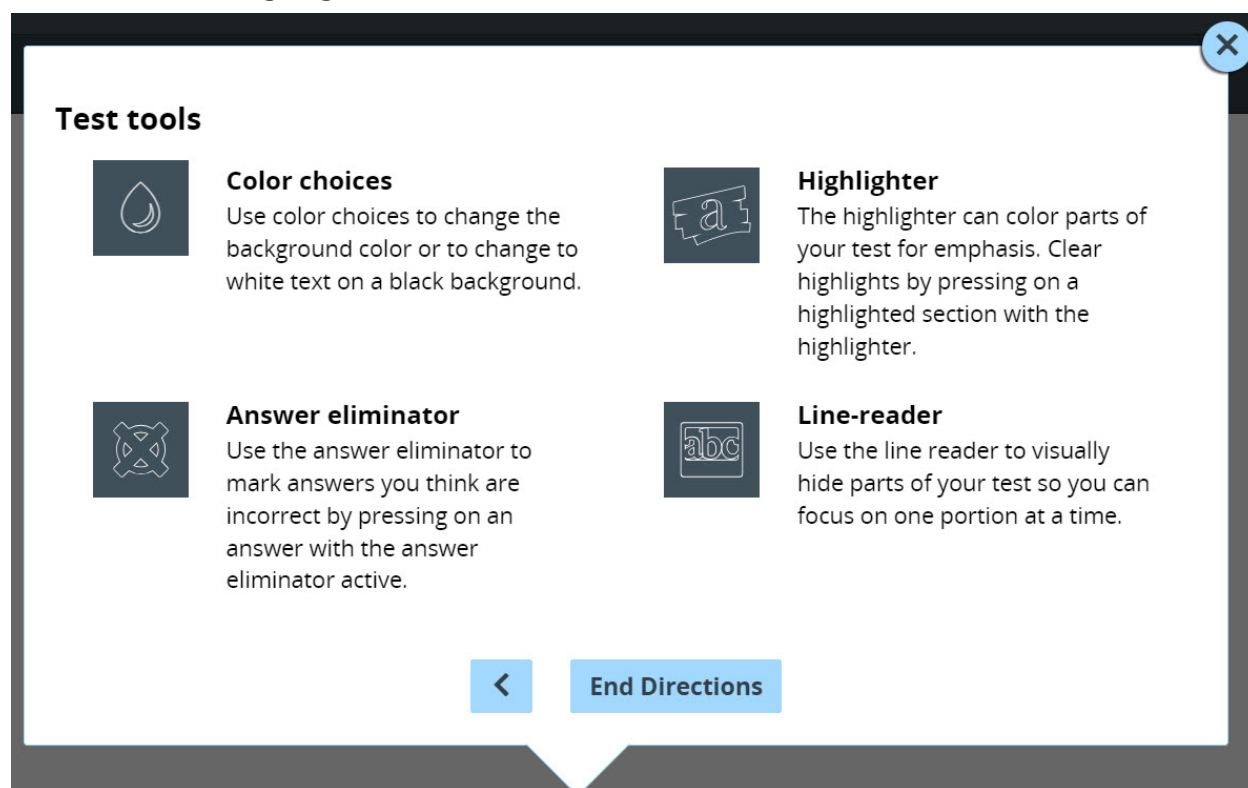 Test tools
Color choices
Use color choices to change the
background color or to change to
white text on a black background.
a
Highlighter
The highlighter can color parts of
your test for emphasis. Clear
highlights by pressing on a
highlighted section with the
highlighter.
Answer eliminator
Use the answer eliminator to
mark answers you think are
incorrect by pressing on an
answer with the answer
eliminator active.
abc
Line-reader
Use the line reader to visually
hide parts of your test so you can
focus on one portion at a time.
End Directions